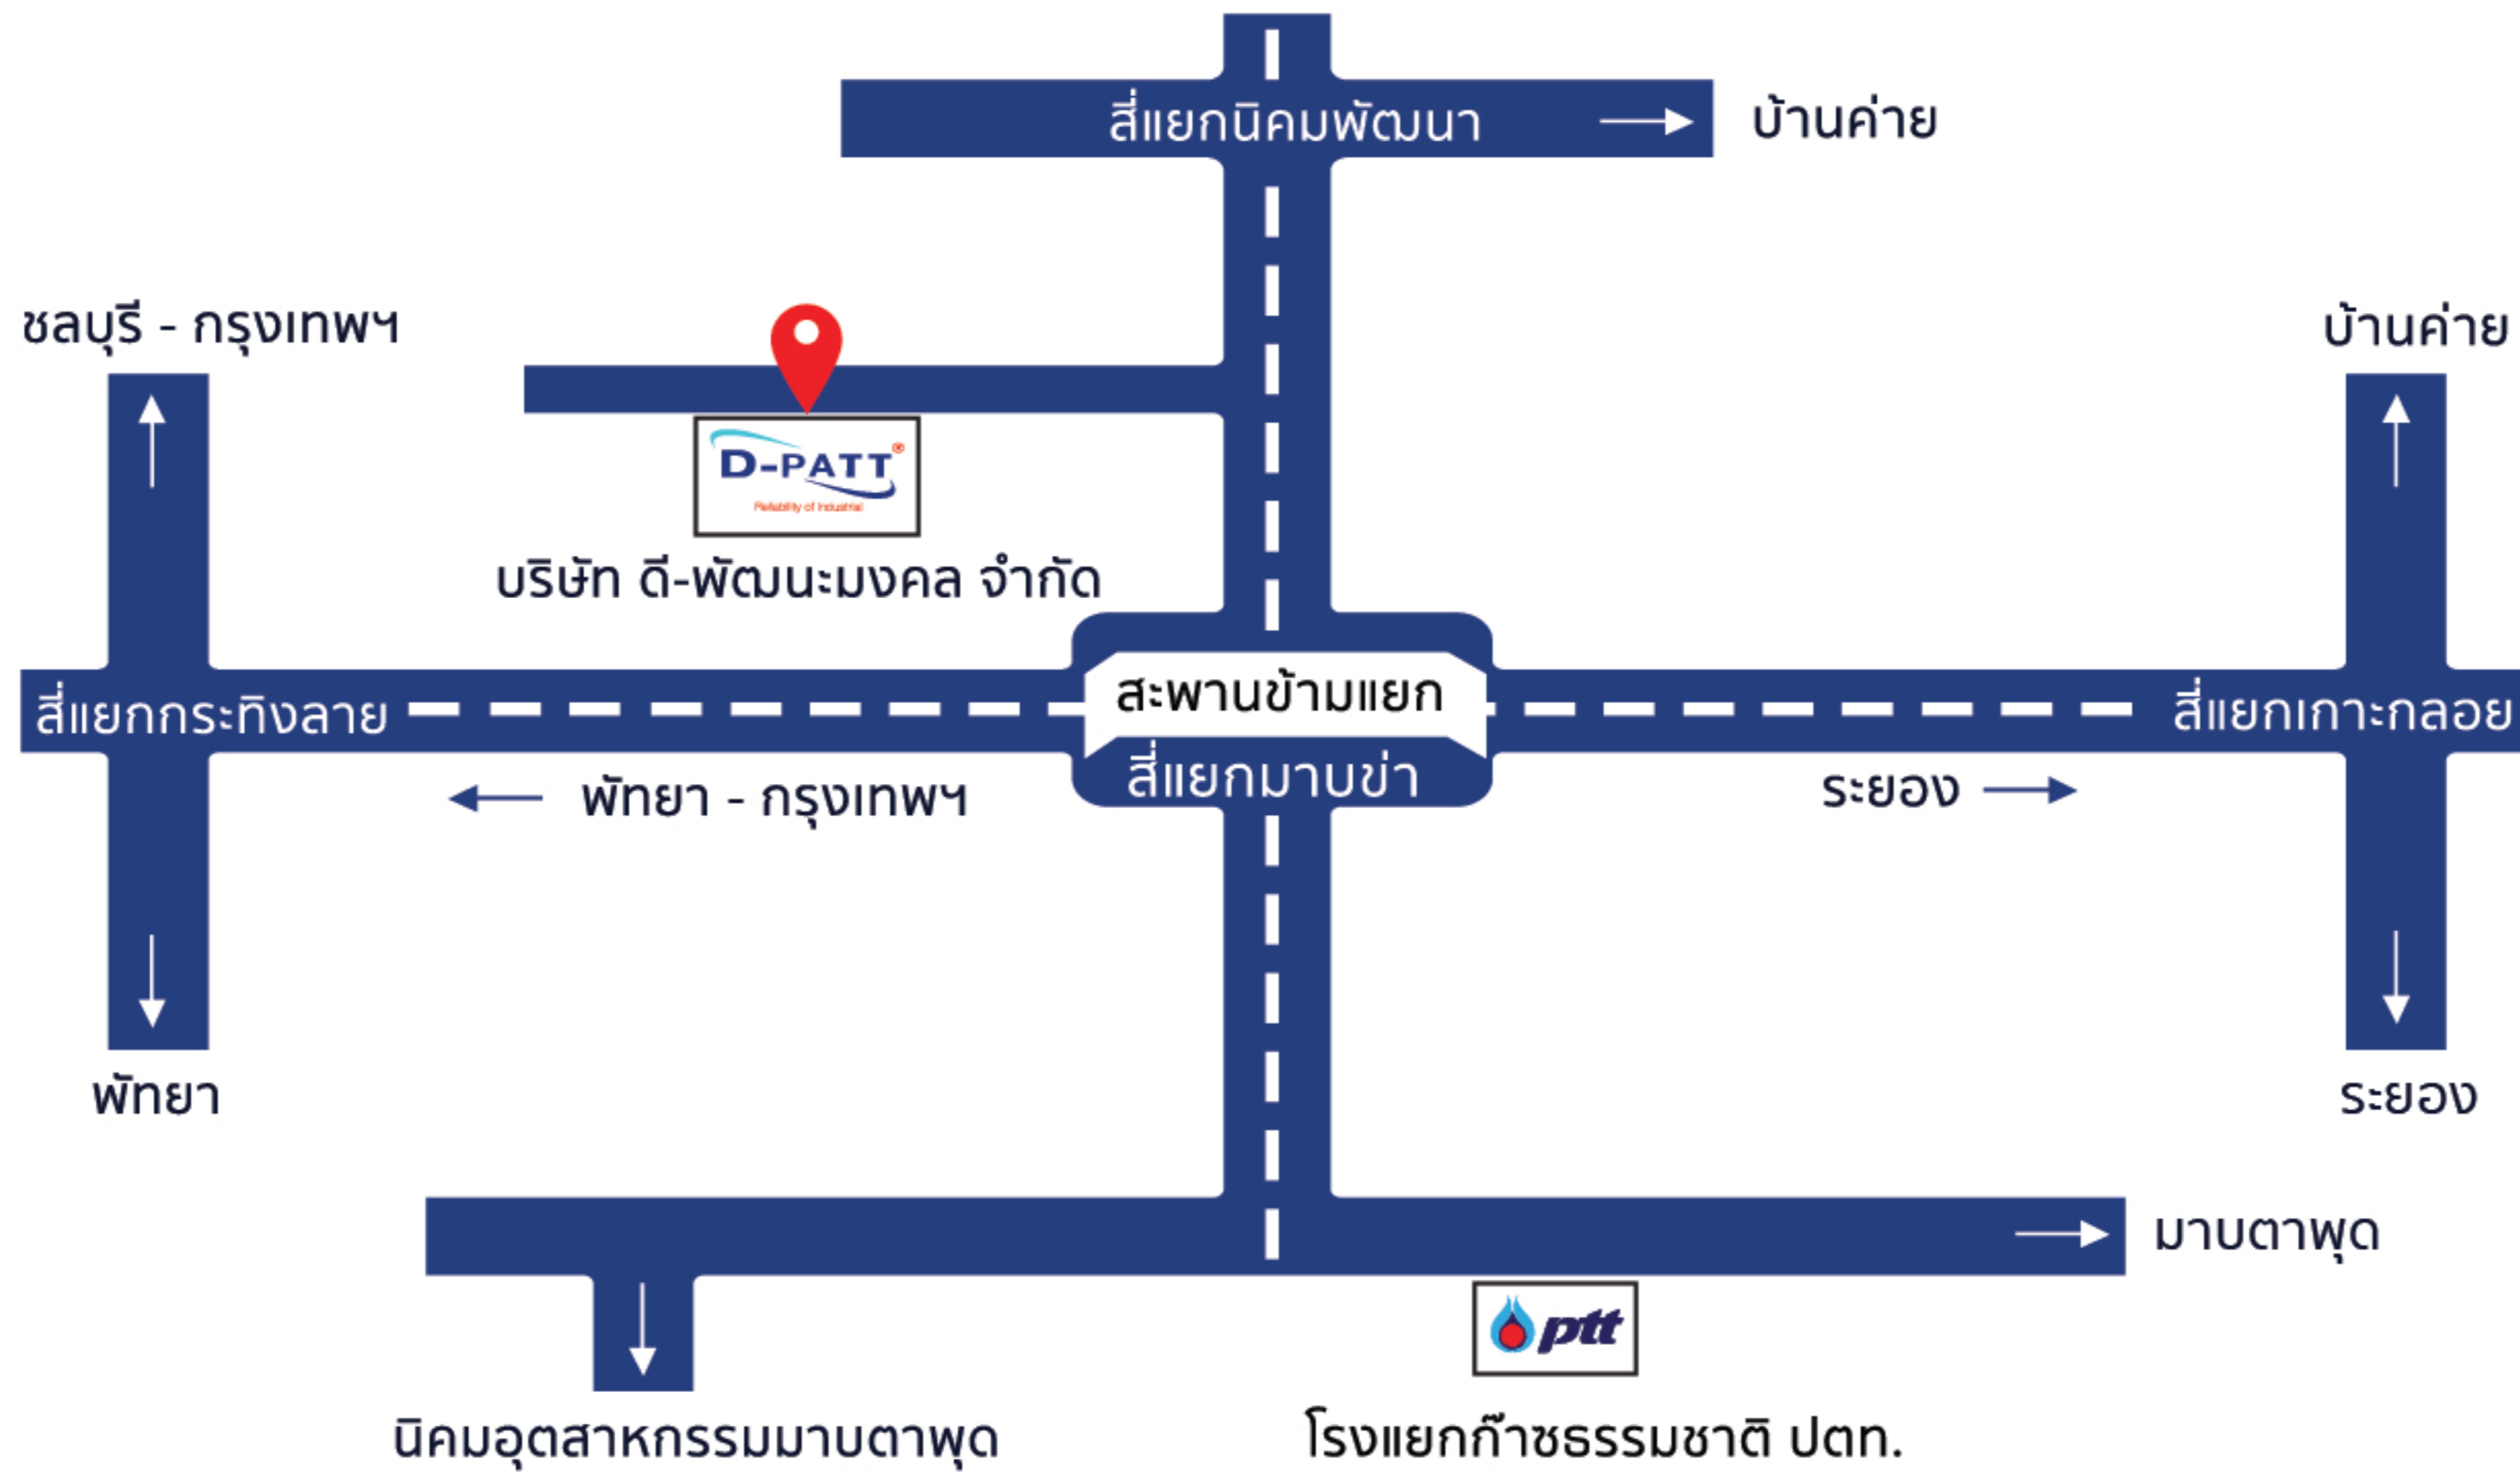 สี่แยกนิคมพัฒนา
บ้านค่าย
ชลบุรี - กรุงเทพฯ
บ้านค่าย
D-PATT®
Reliability of Industrial
บริษัท ดี-พัฒนะมงคล จำกัด
สะพานข้ามแยก
สี่แยกกระทิงลาย
สี่แยกเกาะกลอย
สี่แยกมาบข่า
พัทยา - กรุงเทพฯ
ระยอง
พัทยา
ระยอง
มาบตาพุด
ptt
นิคมอุตสาหกรรมมาบตาพุด
โรงแยกก๊าซธรรมชาติ ปตท.